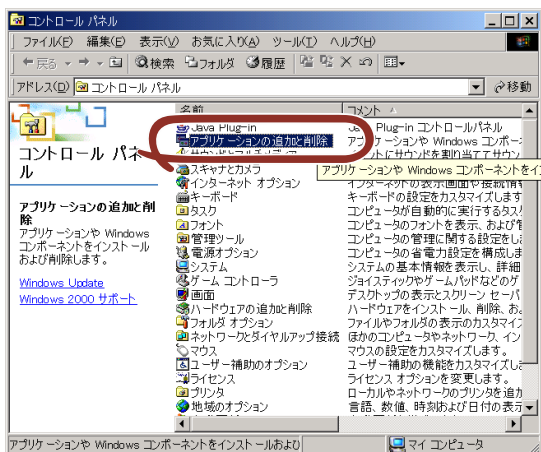 コントロール パネル
ファイル(F) 編集(E) 表示(V) お気に入り(A) ツール(T) ヘルプ(H)
戻る 検索 フォルダ 履歴
アドレス(D) コントロール パネル 移動
名前 コメント
コントロール パネル
アプリケーションの追加と削除
アプリケーションや Windows コンポーネントをインストールおよび削除します。
Windows Update
Windows 2000 サポート
Java Plug-in Java Plug-in コントロールパネル
アプリケーションの追加と削除 アプリケーションや Windows コンポー
アプリケーションや Windows コンポーネントをイン
スキャナとカメラ
インターネット オプション インターネットの表示画面や接続情報
キーボード キーボードの設定をカスタマイズします
タスク コンピュータが自動的に実行するタス
フォント コンピュータのフォントを表示、および
管理ツール コンピュータの管理に関する設定をし
電源オプション コンピュータの省電力設定を構成しま
システム システムの基本情報を表示し、詳細
ゲーム コントローラ ジョイスティックやゲームパッドなどのゲ
画面 デスクトップの表示とスクリーン セーバ
ハードウェアの追加と削除 ハードウェアをインストール、削除、お
フォルダ オプション ファイルやフォルダの表示のカスタマイズ
ネットワークとダイヤルアップ接続 ほかのコンピュータやネットワーク、イン
マウス マウスの設定をカスタマイズします。
ユーザー補助のオプション ユーザー補助の機能をカスタマイズし
ライセンス ライセンス オプションを変更します。
プリンタ ローカルやネットワークのプリンタを追加
地域のオプション 言語、数値、時刻および日付の表示
アプリケーションや Windows コンポーネントをインストールおよび マイ コンピュータ